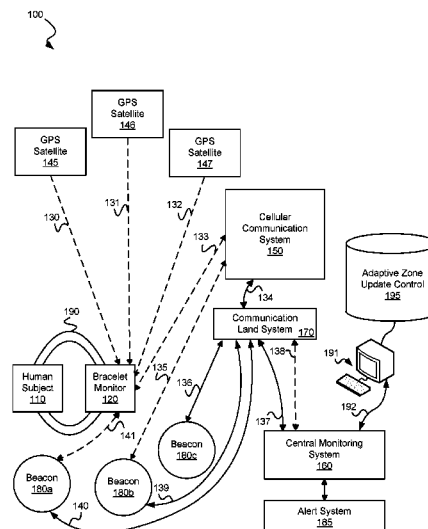 100
GPS
Satellite
146
GPS
Satellite
145
GPS
Satellite
147
131
132
130
133
Cellular
Communication
System
150
Adaptive Zone
Update Control
195
134
190
Communication
Land System 170
138
191
135
136
Human
Subject
110
Bracelet
Monitor
120
192
137
141
Beacon
180c
Central Monitoring
System
160
Beacon
180a
Beacon
180b
139
140
Alert System
185